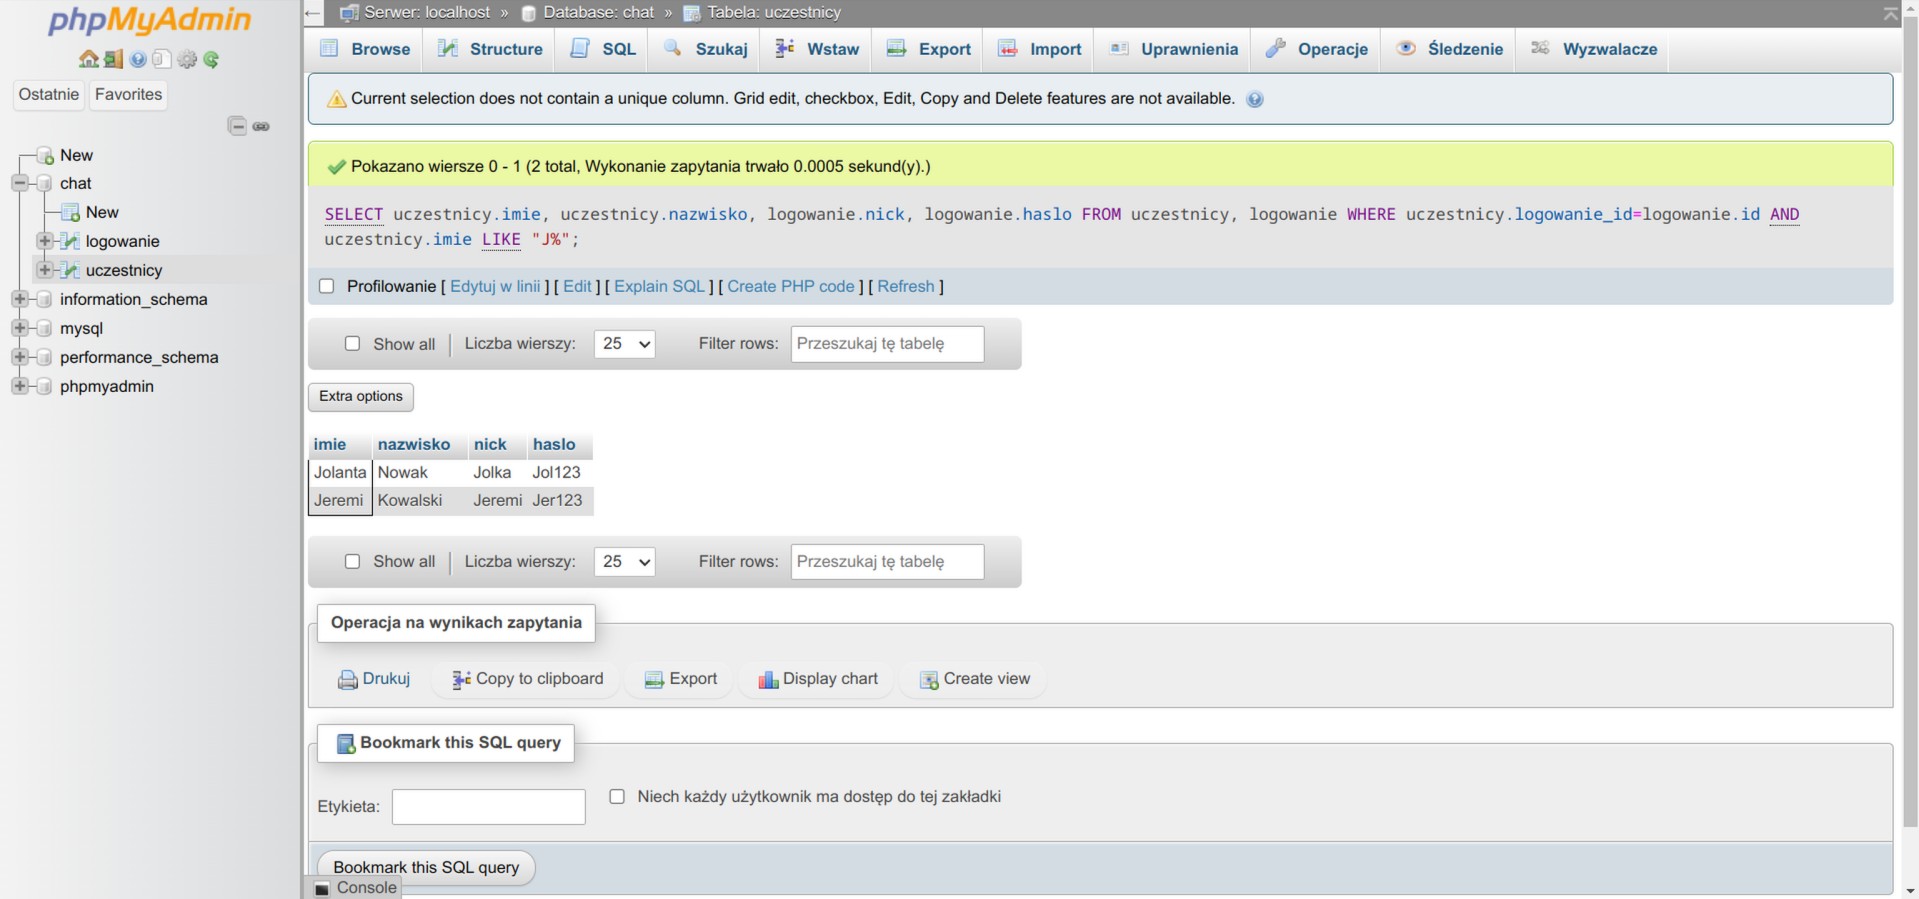 phpMyAdmin
Ostatnie Favorites
New
chat
New
logowanie
uczestnicy
information_schema
mysql
performance_schema
phpmyadmin
← Serwer: localhost » Database: chat » Tabela: uczestnicy
Browse Structure SQL Szukaj Wstaw Export Import Uprawnienia Operacje Śledzenie Wyzwalacze
Current selection does not contain a unique column. Grid edit, checkbox, Edit, Copy and Delete features are not available.
Pokazano wiersze 0 - 1 (2 total, Wykonanie zapytania trwało 0.0005 sekund(y).)
SELECT uczestnicy.imie, uczestnicy.nazwisko, logowanie.nick, logowanie.haslo FROM uczestnicy, logowanie WHERE uczestnicy.logowanie_id=logowanie.id AND
uczestnicy.imie LIKE "J%";
Profilowanie [ Edytuj w linii ] [ Edit ] [ Explain SQL ] [ Create PHP code ] [ Refresh ]
Show all Liczba wierszy: 25 Filter rows: Przeszukaj tę tabelę
Extra options
imie nazwisko nick haslo
Jolanta Nowak Jolka Jol123
Jeremi Kowalski Jeremi Jer123
Show all Liczba wierszy: 25 Filter rows: Przeszukaj tę tabelę
Operacja na wynikach zapytania
Drukuj Copy to clipboard Export Display chart Create view
Bookmark this SQL query
Etykieta: Niech każdy użytkownik ma dostęp do tej zakładki
Bookmark this SQL query
Console